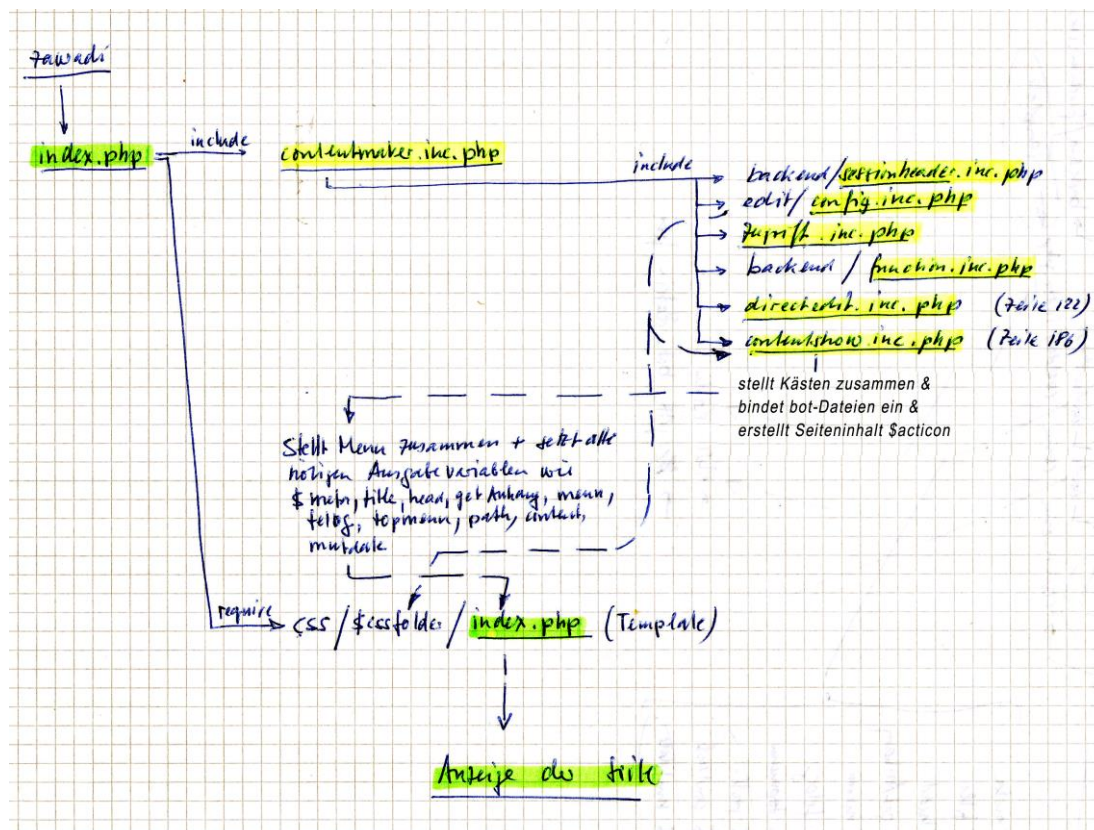 zawadi
index.php
include
contentmaker.inc.php
include
backend/sessionheader.inc.php
edit/config.inc.php
zugriff.inc.php
backend/function.inc.php
directedit.inc.php (Zeile 122)
contentshow.inc.php (Zeile 186)
stellt Kästen zusammen &
bindet bot-Dateien ein &
erstellt Seiteninhalt $acticon
Stellt Menu zusammen + setzt alle
nötigen Ausgabevariablen wie
title, head, get Anhang, menu,
topmenu, path, content,
mutdate
require
css/$cssfolder/index.php (Template)
Anzeige der Seite